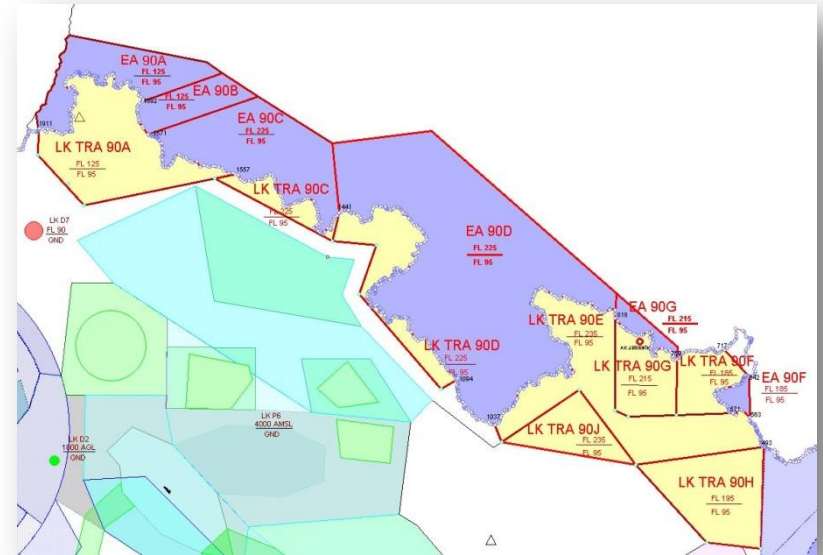 EA 90A
FL 125
FL 95
EA 90B
FL 125
FL 95
EA 90C
FL 225
FL 95
1911
1571
LK TRA 90A
FL 125
FL 95
1557
LK TRA 90C
FL 225
FL 95
1441
LK D7
FL 90
GND
EA 90D
FL 225
FL 95
EA 90G
FL 215
FL 95
818
LK TRA 90E
FL 235
FL 95
LK TRA 90D
FL 225
FL 95
1094
LK TRA 90G
FL 215
FL 95
717
LK TRA 90F
FL 185
FL 95
EA 90F
FL 185
FL 95
571
563
1037
LK TRA 90J
FL 235
FL 95
493
LK P6
4000 AMSL
GND
LK D2
1000 AGL
GND
LK TRA 90H
FL 195
FL 95